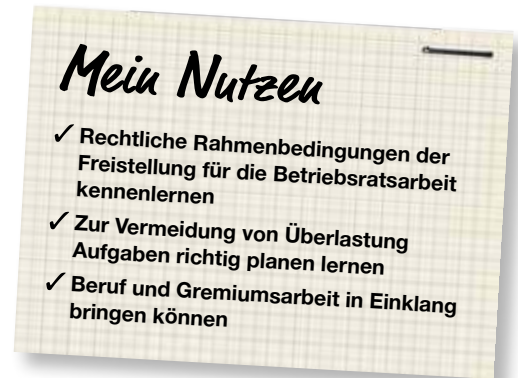 Mein Nutzen
✓ Rechtliche Rahmenbedingungen der
Freistellung für die Betriebsratsarbeit
kennenlernen
✓ Zur Vermeidung von Überlastung
Aufgaben richtig planen lernen
✓ Beruf und Gremiumsarbeit in Einklang
bringen können